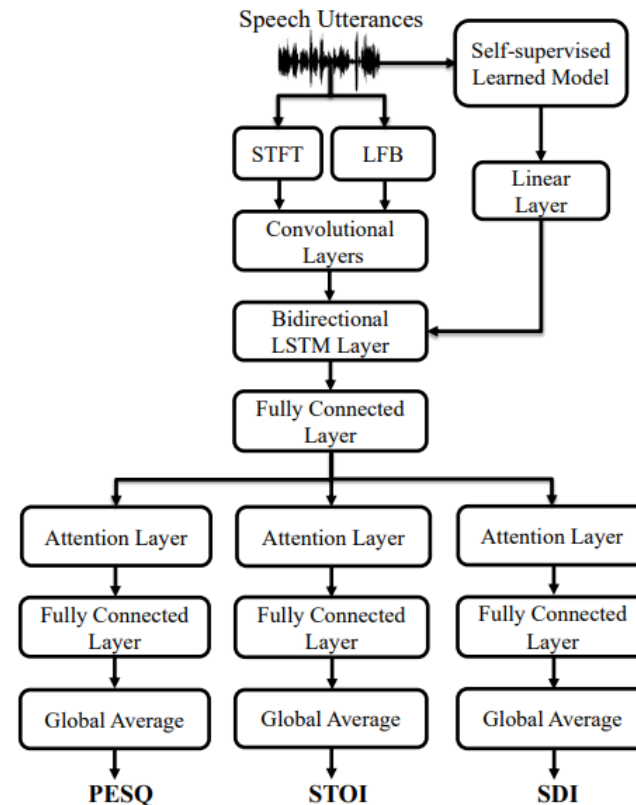 Speech Utterances
Self-supervised
Learned Model
STFT
LFB
Linear
Layer
Convolutional
Layers
Bidirectional
LSTM Layer
Fully Connected
Layer
Attention Layer
Attention Layer
Attention Layer
Fully Connected
Layer
Fully Connected
Layer
Fully Connected
Layer
Global Average
Global Average
Global Average
PESQ
STOI
SDI